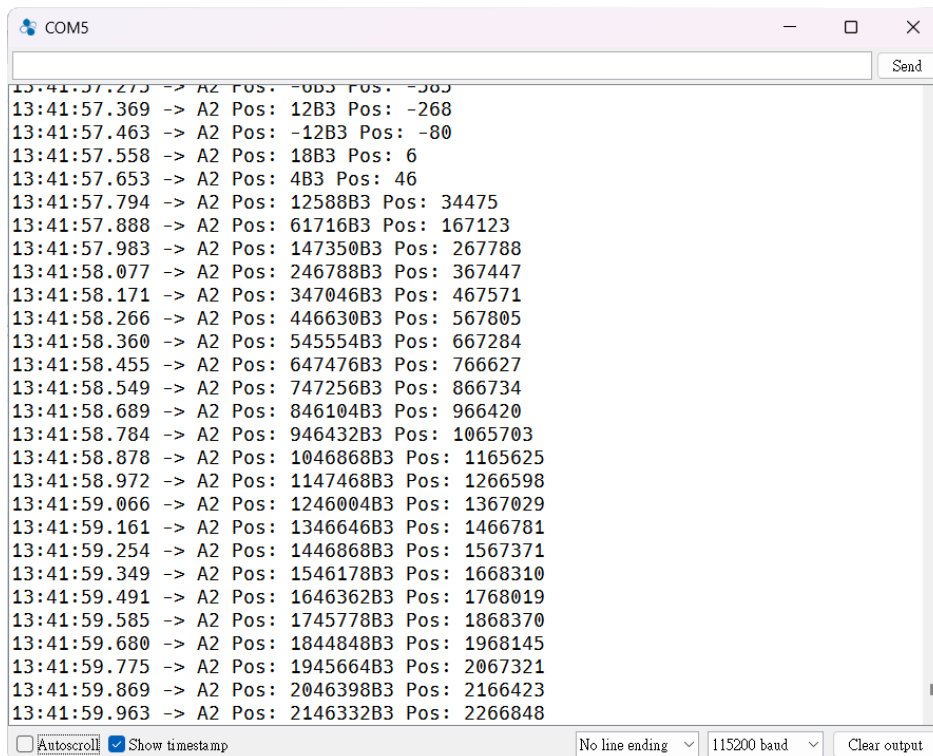 COM5
Send
13:41:57.275 -> A2 Pos: -6B3 Pos: -385
13:41:57.369 -> A2 Pos: 12B3 Pos: -268
13:41:57.463 -> A2 Pos: -12B3 Pos: -80
13:41:57.558 -> A2 Pos: 18B3 Pos: 6
13:41:57.653 -> A2 Pos: 4B3 Pos: 46
13:41:57.794 -> A2 Pos: 12588B3 Pos: 34475
13:41:57.888 -> A2 Pos: 61716B3 Pos: 167123
13:41:57.983 -> A2 Pos: 147350B3 Pos: 267788
13:41:58.077 -> A2 Pos: 246788B3 Pos: 367447
13:41:58.171 -> A2 Pos: 347046B3 Pos: 467571
13:41:58.266 -> A2 Pos: 446630B3 Pos: 567805
13:41:58.360 -> A2 Pos: 545554B3 Pos: 667284
13:41:58.455 -> A2 Pos: 647476B3 Pos: 766627
13:41:58.549 -> A2 Pos: 747256B3 Pos: 866734
13:41:58.689 -> A2 Pos: 846104B3 Pos: 966420
13:41:58.784 -> A2 Pos: 946432B3 Pos: 1065703
13:41:58.878 -> A2 Pos: 1046868B3 Pos: 1165625
13:41:58.972 -> A2 Pos: 1147468B3 Pos: 1266598
13:41:59.066 -> A2 Pos: 1246004B3 Pos: 1367029
13:41:59.161 -> A2 Pos: 1346646B3 Pos: 1466781
13:41:59.254 -> A2 Pos: 1446868B3 Pos: 1567371
13:41:59.349 -> A2 Pos: 1546178B3 Pos: 1668310
13:41:59.491 -> A2 Pos: 1646362B3 Pos: 1768019
13:41:59.585 -> A2 Pos: 1745778B3 Pos: 1868370
13:41:59.680 -> A2 Pos: 1844848B3 Pos: 1968145
13:41:59.775 -> A2 Pos: 1945664B3 Pos: 2067321
13:41:59.869 -> A2 Pos: 2046398B3 Pos: 2166423
13:41:59.963 -> A2 Pos: 2146332B3 Pos: 2266848
Autoscroll Show timestamp No line ending 115200 baud Clear output